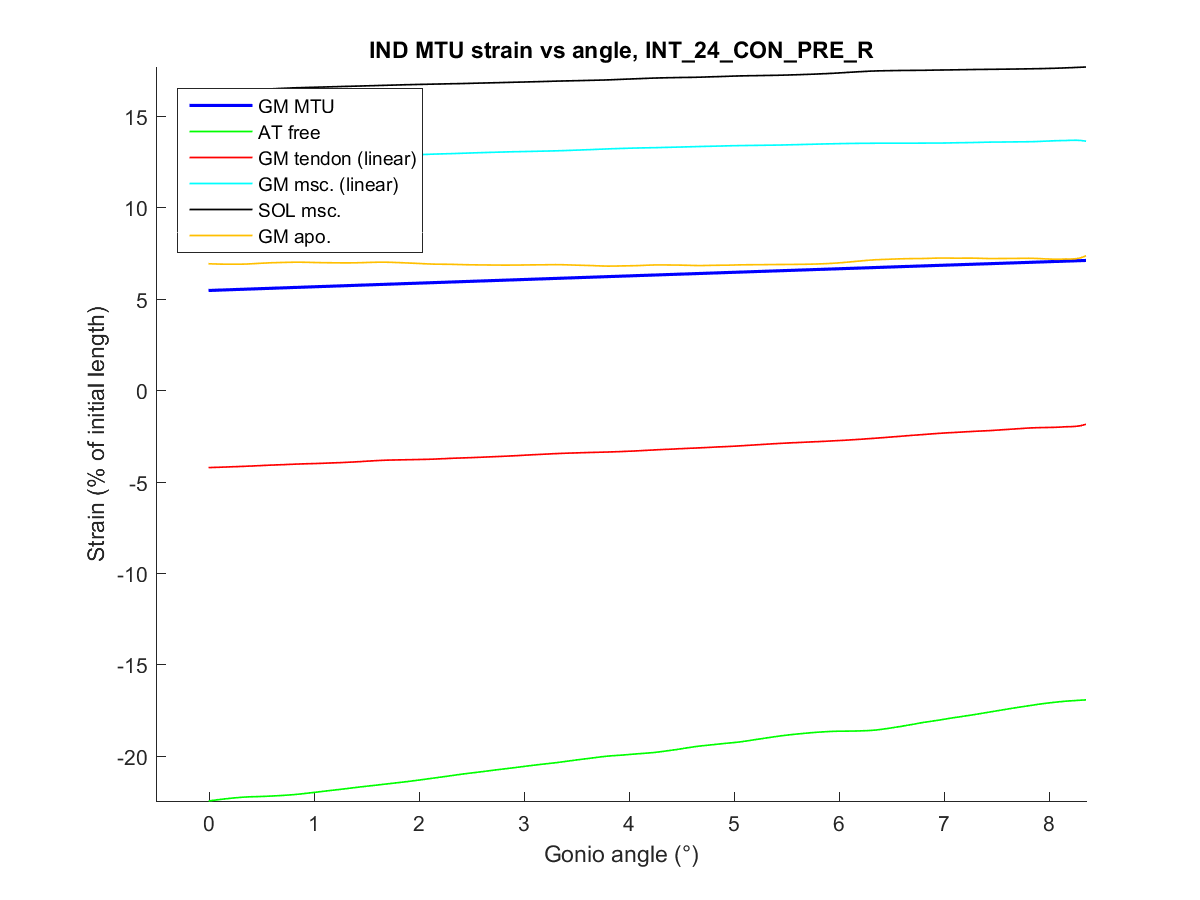 IND MTU strain vs angle, INT_24_CON_PRE_R
GM MTU
AT free
GM tendon (linear)
GM msc. (linear)
SOL msc.
GM apo.
Strain (% of initial length)
15
10
5
0
-5
-10
-15
-20
0 1 2 3 4 5 6 7 8
Gonio angle (°)